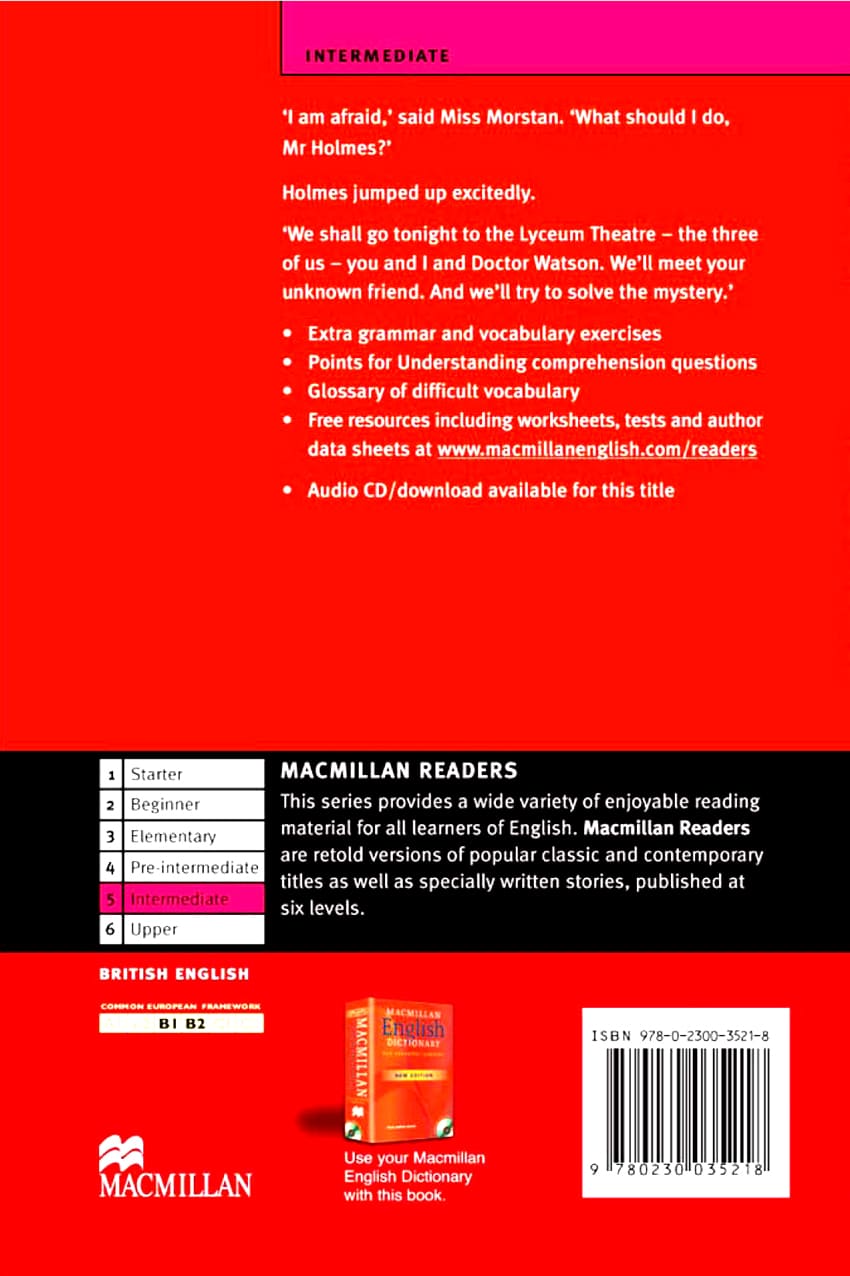 INTERMEDIATE
‘I am afraid,’ said Miss Morstan. ‘What should I do,
Mr Holmes?’
Holmes jumped up excitedly.
‘We shall go tonight to the Lyceum Theatre – the three
of us – you and I and Doctor Watson. We’ll meet your
unknown friend. And we’ll try to solve the mystery.’
• Extra grammar and vocabulary exercises
• Points for Understanding comprehension questions
• Glossary of difficult vocabulary
• Free resources including worksheets, tests and author
data sheets at www.macmillanenglish.com/readers
• Audio CD/download available for this title
1 Starter
2 Beginner
3 Elementary
4 Pre-intermediate
5 Intermediate
6 Upper
MACMILLAN READERS
This series provides a wide variety of enjoyable reading
material for all learners of English. Macmillan Readers
are retold versions of popular classic and contemporary
titles as well as specially written stories, published at
six levels.
BRITISH ENGLISH
COMMON EUROPEAN FRAMEWORK
B1 B2
MACMILLAN
MACMILLAN
English
DICTIONARY
NEW EDITION
Use your Macmillan
English Dictionary
with this book.
ISBN 978-0-2300-3521-8
9 780230 035218
MACMILLAN